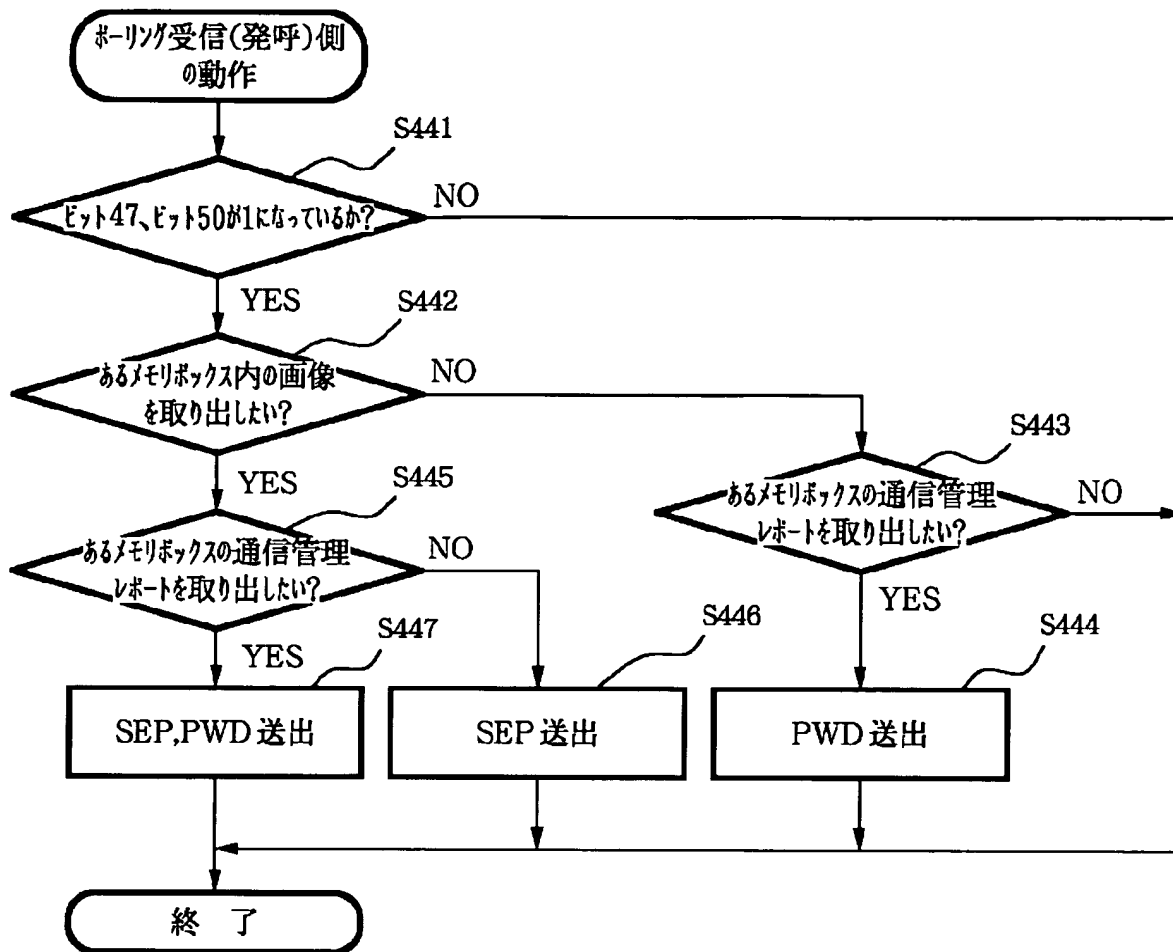 ポーリング受信(発呼)側
の動作
S441
ビット47、ビット50が1になっているか?
NO
YES
S442
あるメモリボックス内の画像
を取り出したい?
NO
YES
S443
あるメモリボックスの通信管理
レポートを取り出したい?
NO
YES
S445
あるメモリボックスの通信管理
レポートを取り出したい?
NO
YES
S447
SEP,PWD送出
S446
SEP送出
S444
PWD送出
終 了